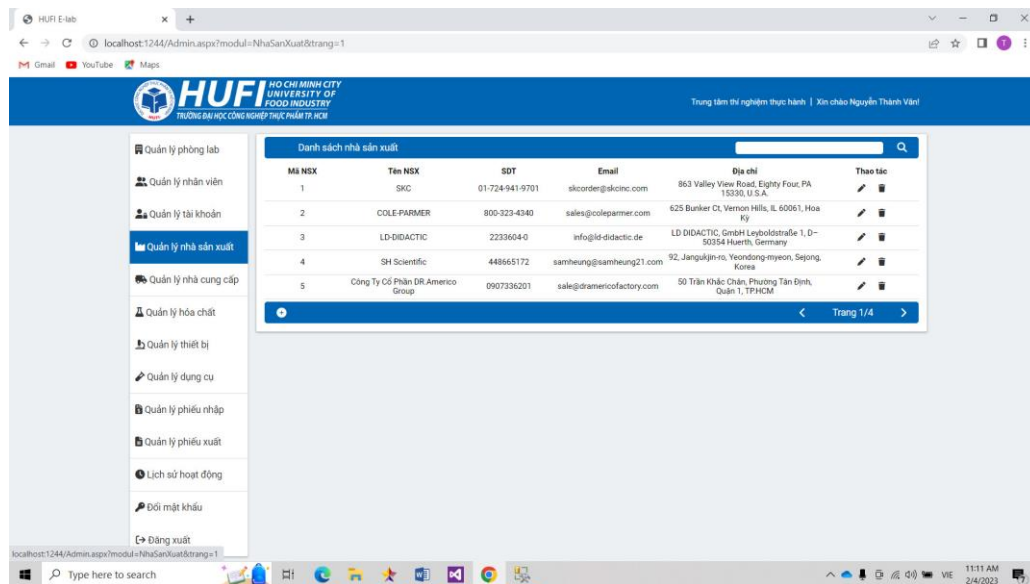 HUFI E-lab
localhost:1244/Admin.aspx?modul=NhaSanXuat&trang=1
T
Gmail YouTube Maps
HUFI HO CHI MINH CITY
UNIVERSITY OF
FOOD INDUSTRY
TRƯỜNG ĐẠI HỌC CÔNG NGHIỆP THỰC PHẨM TP. HCM
Trung tâm thí nghiệm thực hành | Xin chào Nguyễn Thành Văn!
Quản lý phòng lab
Quản lý nhân viên
Quản lý tài khoản
Quản lý nhà sản xuất
Quản lý nhà cung cấp
Quản lý hóa chất
Quản lý thiết bị
Quản lý dụng cụ
Quản lý phiếu nhập
Quản lý phiếu xuất
Lịch sử hoạt động
Đổi mật khẩu
Đăng xuất
Danh sách nhà sản xuất
Mã NSX Tên NSX SDT Email Địa chỉ Thao tác
1 SKC 01-724-941-9701 skcorder@skcinc.com 863 Valley View Road, Eighty Four, PA
15330, U.S.A.
2 COLE-PARMER 800-323-4340 sales@coleparmer.com 625 Bunker Ct, Vernon Hills, IL 60061, Hoa
Kỳ
3 LD-DIDACTIC 2233604-0 info@ld-didactic.de LD DIDACTIC, GmbH Leyboldstraße 1, D–
50354 Huerth, Germany
4 SH Scientific 448665172 samheung@samheung21.com 92, Jangukjin-ro, Yeondong-myeon, Sejong,
Korea
5 Công Ty Cổ Phần DR.Americo
Group 0907336201 sale@dramericofactory.com 50 Trần Khắc Chân, Phường Tân Định,
Quận 1, TP.HCM
Trang 1/4
localhost:1244/Admin.aspx?modul=NhaSanXuat&trang=1
Type here to search
VIE
11:11 AM
2/4/2023